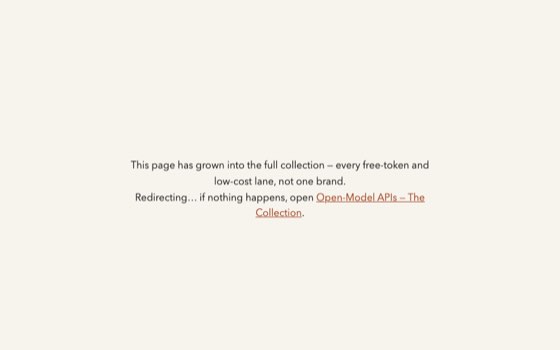 This page has grown into the full collection – every free-token and
low-cost lane, not one brand.
Redirecting… if nothing happens, open Open-Model APIs – The
Collection.